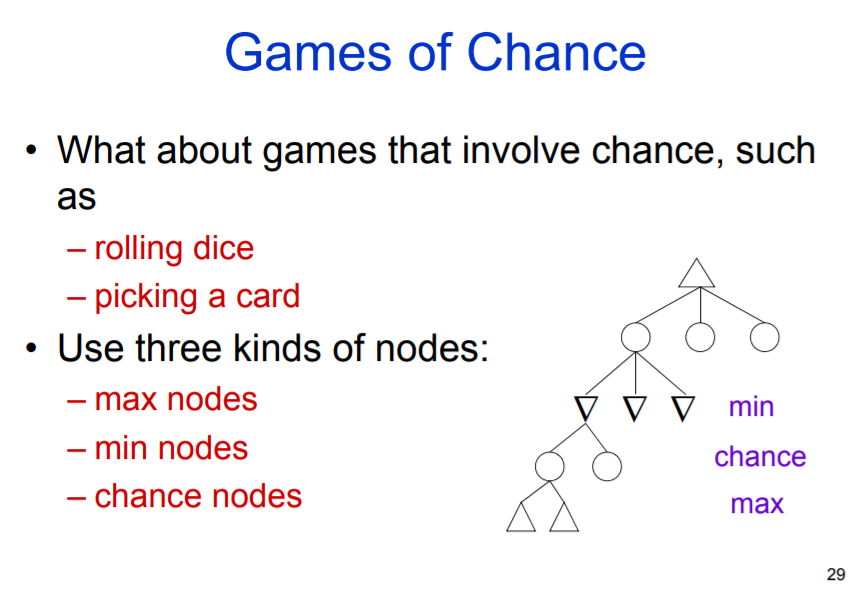 Games of Chance
• What about games that involve chance, such
as
– rolling dice
– picking a card
• Use three kinds of nodes:
– max nodes
– min nodes
– chance nodes
min
chance
max
29